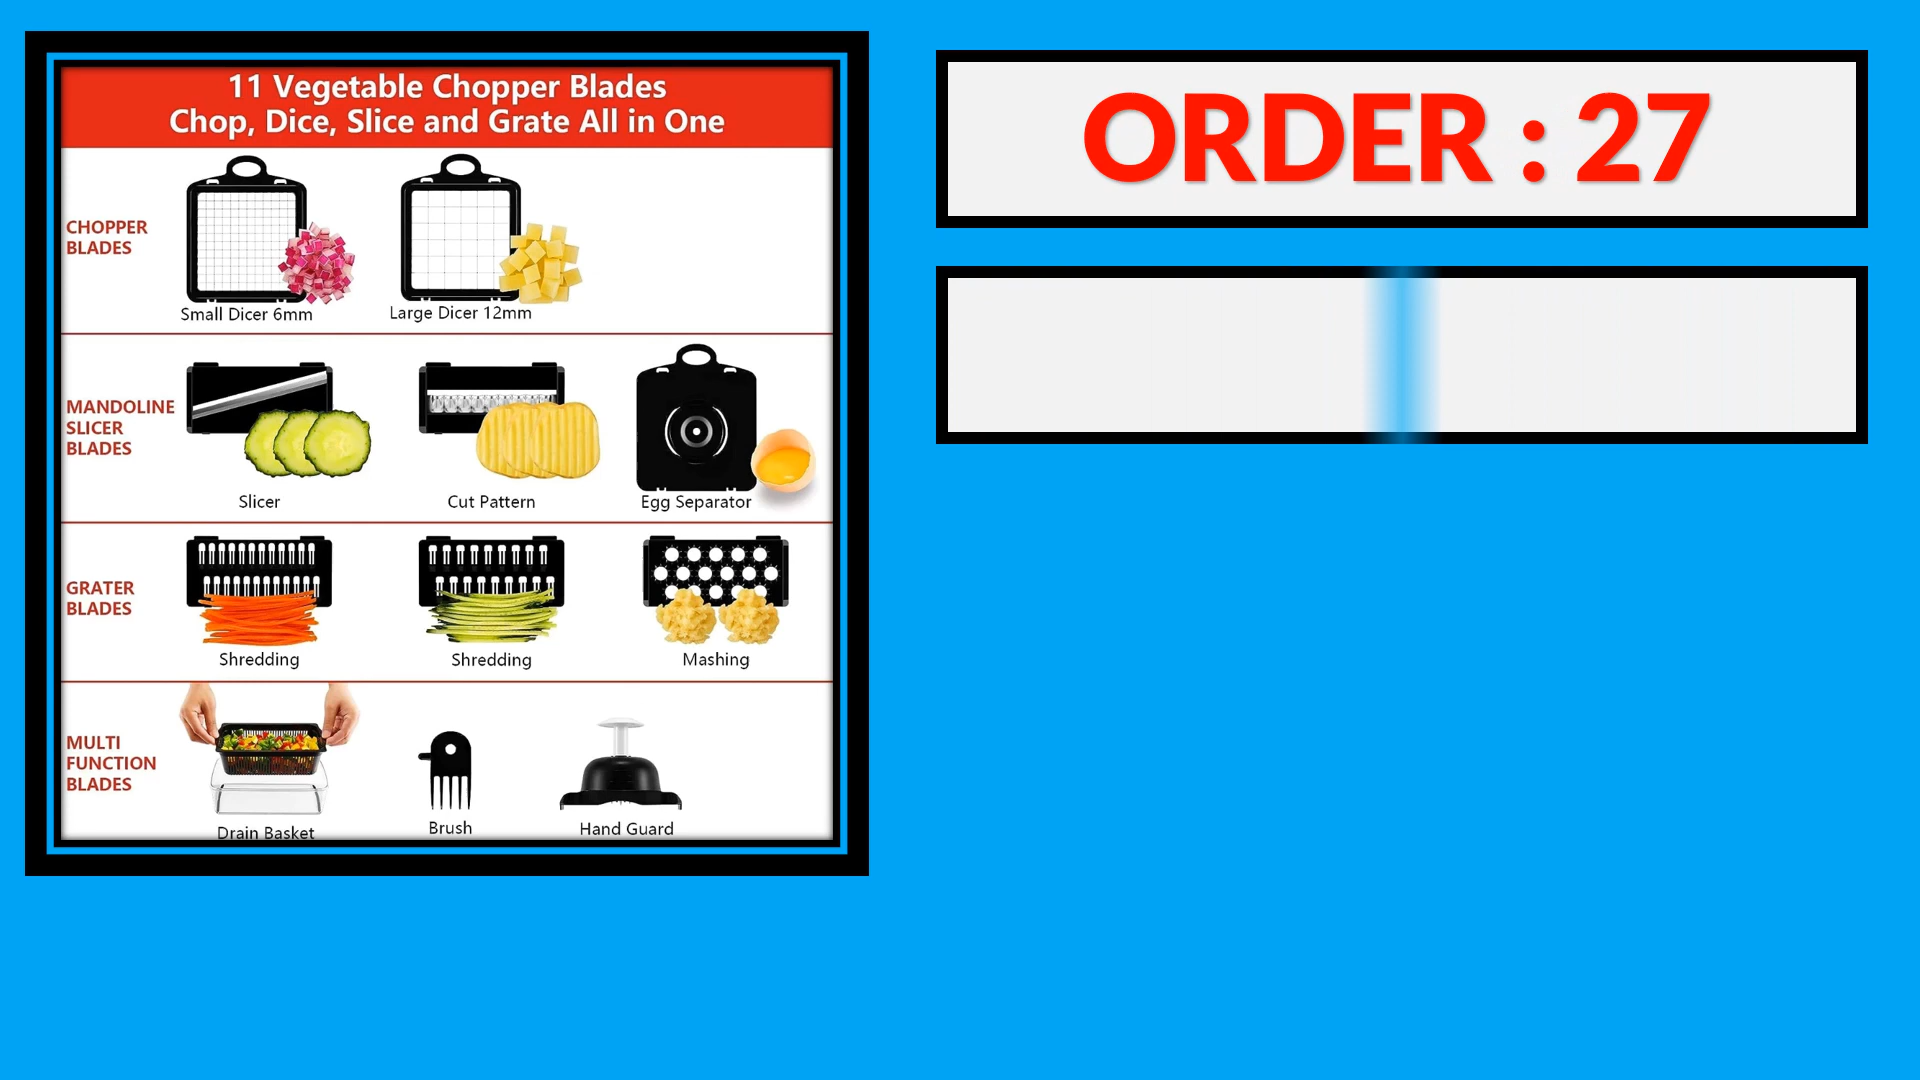 11 Vegetable Chopper Blades
Chop, Dice, Slice and Grate All in One
CHOPPER
BLADES
Small Dicer 6mm
Large Dicer 12mm
MANDOLINE
SLICER
BLADES
Slicer
Cut Pattern
Egg Separator
GRATER
BLADES
Shredding
Shredding
Mashing
MULTI
FUNCTION
BLADES
Drain Basket
Brush
Hand Guard
ORDER : 27